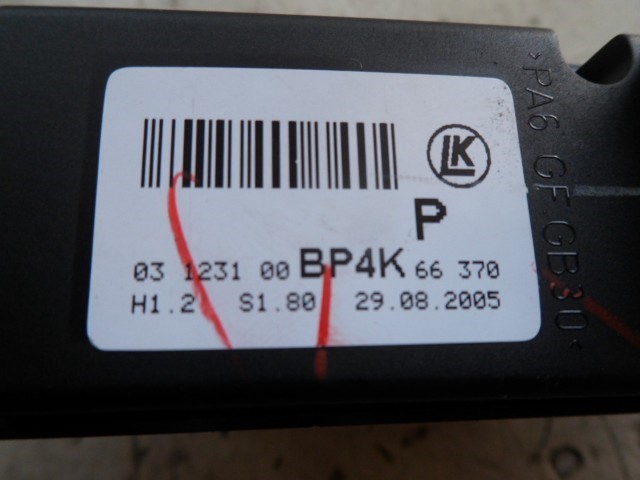 LK
P
03 1231 00 BP4K 66 370
H1.2 S1.80 29.08.2005
>PA6 GF GB30<